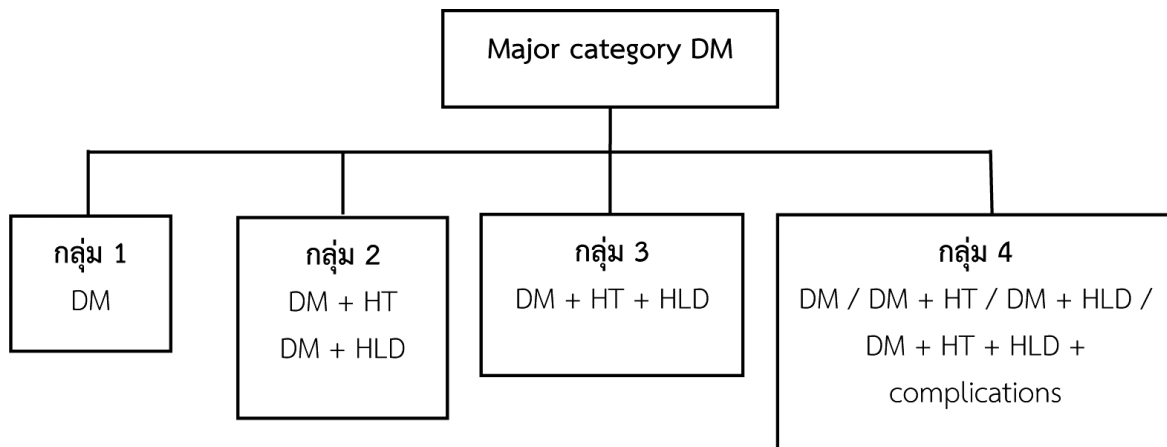 Major category DM
กลุ่ม 1
DM
กลุ่ม 2
DM + HT
DM + HLD
กลุ่ม 3
DM + HT + HLD
กลุ่ม 4
DM / DM + HT / DM + HLD /
DM + HT + HLD +
complications